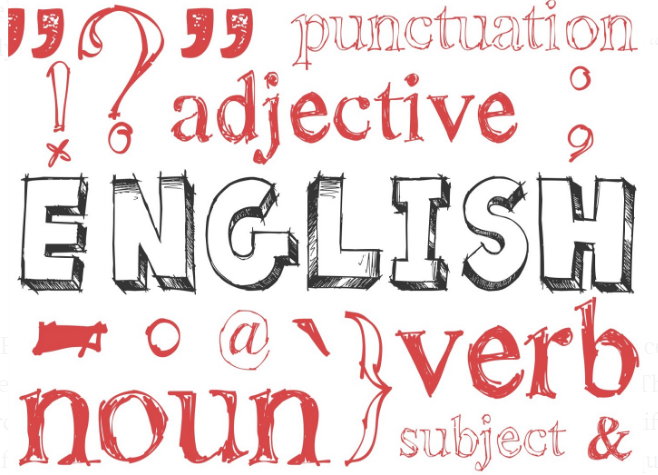 ” ? ” punctuation
! adjective ;
ENGLISH
- . @ ` } verb
noun subject &